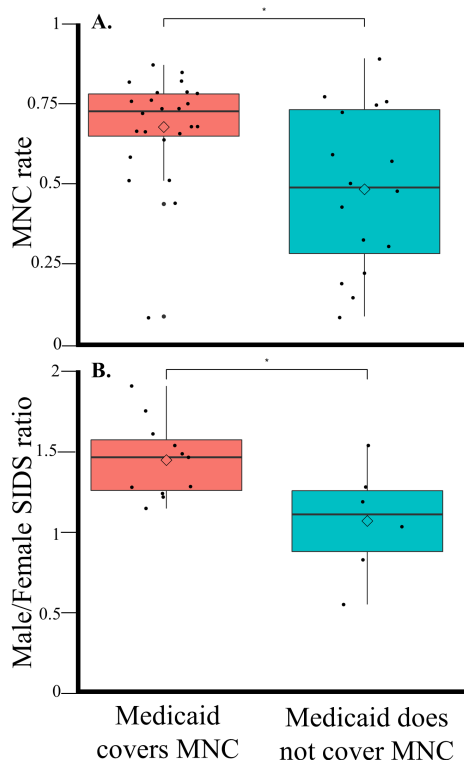 A.
*
1
0.75
0.5
0.25
0
MNC rate
B.
*
2
1.5
1
0.5
0
Male/Female SIDS ratio
Medicaid
covers MNC
Medicaid does
not cover MNC